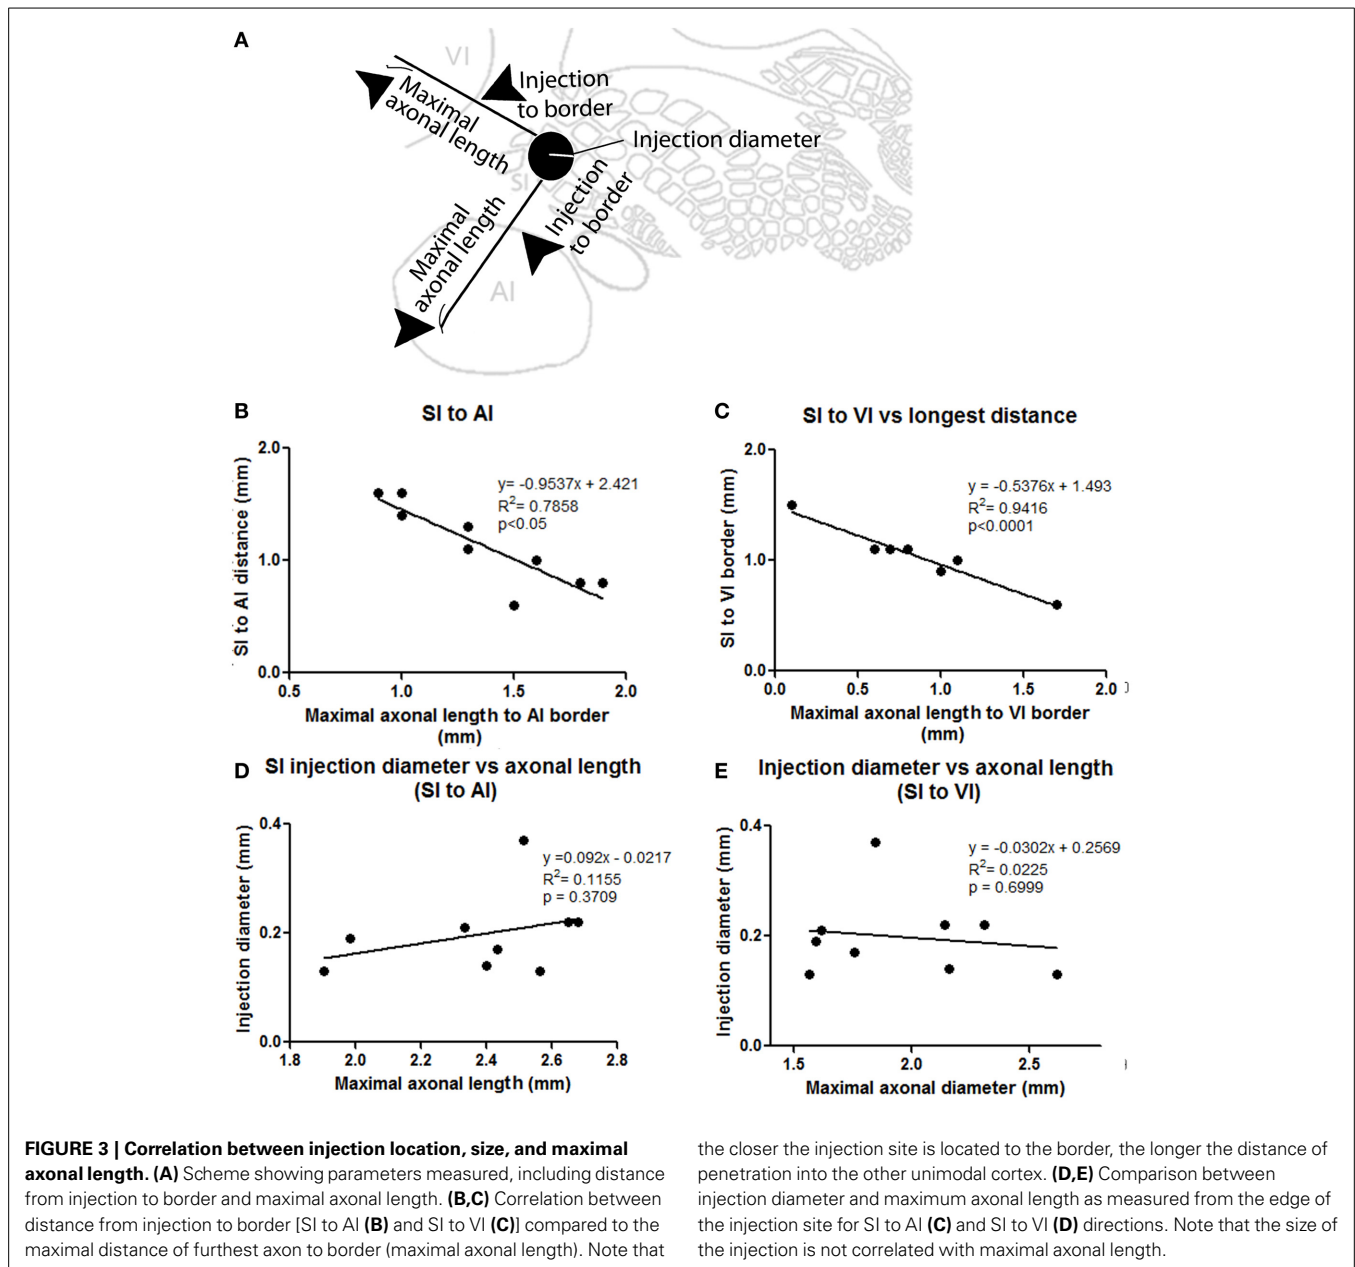 A
VI
Maximal
axonal length
Injection
to border
Injection diameter
SI
Injection
to border
Maximal
axonal length
AI
B
SI to AI
SI to AI distance (mm)
2.0
1.0
0.0
y= -0.9537x + 2.421
R2= 0.7858
p<0.05
0.5 1.0 1.5 2.0
Maximal axonal length to AI border
(mm)
C
SI to VI vs longest distance
SI to VI border (mm)
2.0
1.0
0.0
y = -0.5376x + 1.493
R2= 0.9416
p<0.0001
0.0 0.5 1.0 1.5 2.0
Maximal axonal length to VI border
(mm)
D
SI injection diameter vs axonal length
(SI to AI)
Injection diameter (mm)
0.4
0.2
0.0
y =0.092x - 0.0217
R2= 0.1155
p = 0.3709
1.8 2.0 2.2 2.4 2.6 2.8
Maximal axonal length (mm)
E
Injection diameter vs axonal length
(SI to VI)
Injection diameter (mm)
0.4
0.2
0.0
y = -0.0302x + 0.2569
R2= 0.0225
p = 0.6999
1.5 2.0 2.5
Maximal axonal diameter (mm)
FIGURE 3 | Correlation between injection location, size, and maximal
axonal length. (A) Scheme showing parameters measured, including distance
from injection to border and maximal axonal length. (B,C) Correlation between
distance from injection to border [SI to AI (B) and SI to VI (C)] compared to the
maximal distance of furthest axon to border (maximal axonal length). Note that
the closer the injection site is located to the border, the longer the distance of
penetration into the other unimodal cortex. (D,E) Comparison between
injection diameter and maximum axonal length as measured from the edge of
the injection site for SI to AI (C) and SI to VI (D) directions. Note that the size of
the injection is not correlated with maximal axonal length.